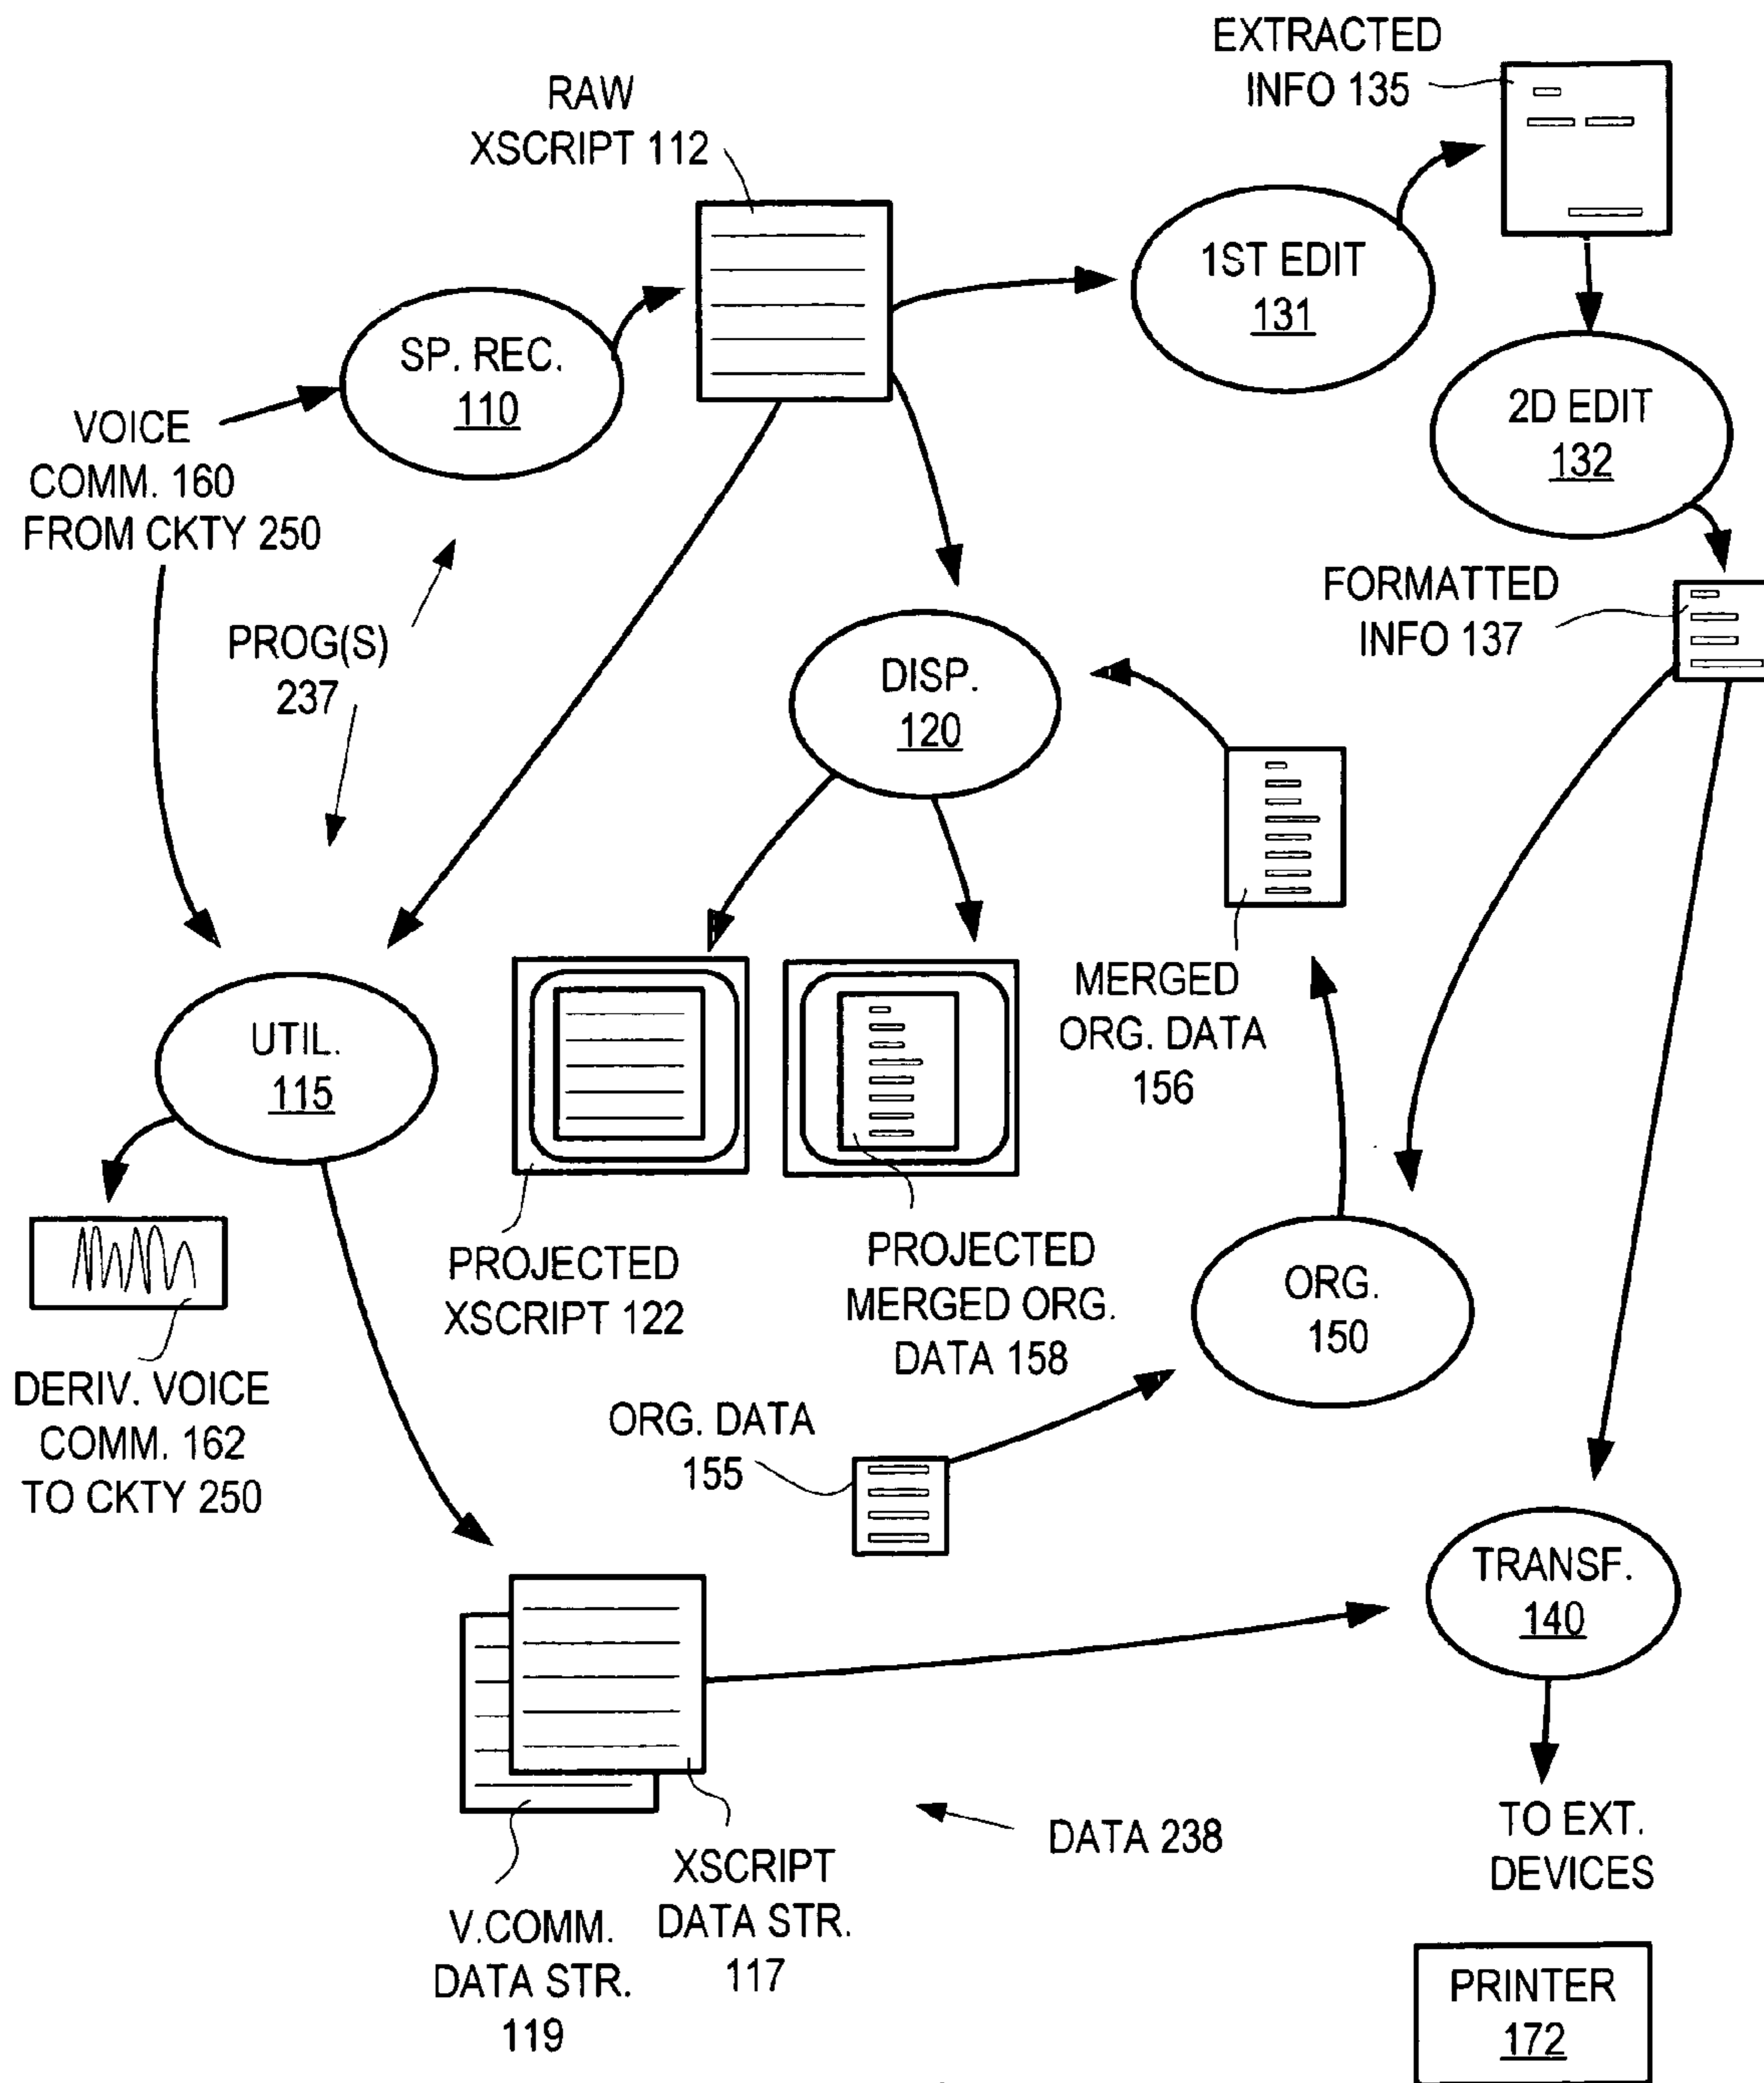 EXTRACTED
INFO 135
RAW
XSCRIPT 112
1ST EDIT
131
SP. REC.
110
2D EDIT
132
VOICE
COMM. 160
FROM CKTY 250
FORMATTED
INFO 137
PROG(S)
237
DISP.
120
MERGED
ORG. DATA
156
UTIL.
115
PROJECTED
XSCRIPT 122
PROJECTED
MERGED ORG.
DATA 158
ORG.
150
DERIV. VOICE
COMM. 162
TO CKTY 250
ORG. DATA
155
TRANSF.
140
DATA 238
TO EXT.
DEVICES
XSCRIPT
DATA STR.
117
V.COMM.
DATA STR.
119
PRINTER
172